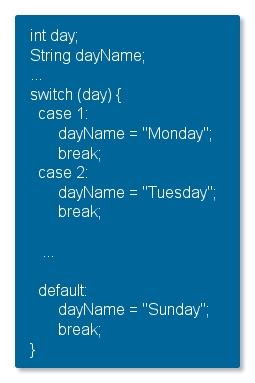 int day;
String dayName;
...
switch (day) {
case 1:
dayName = "Monday";
break;
case 2:
dayName = "Tuesday";
break;
...
default:
dayName = "Sunday";
break;
}